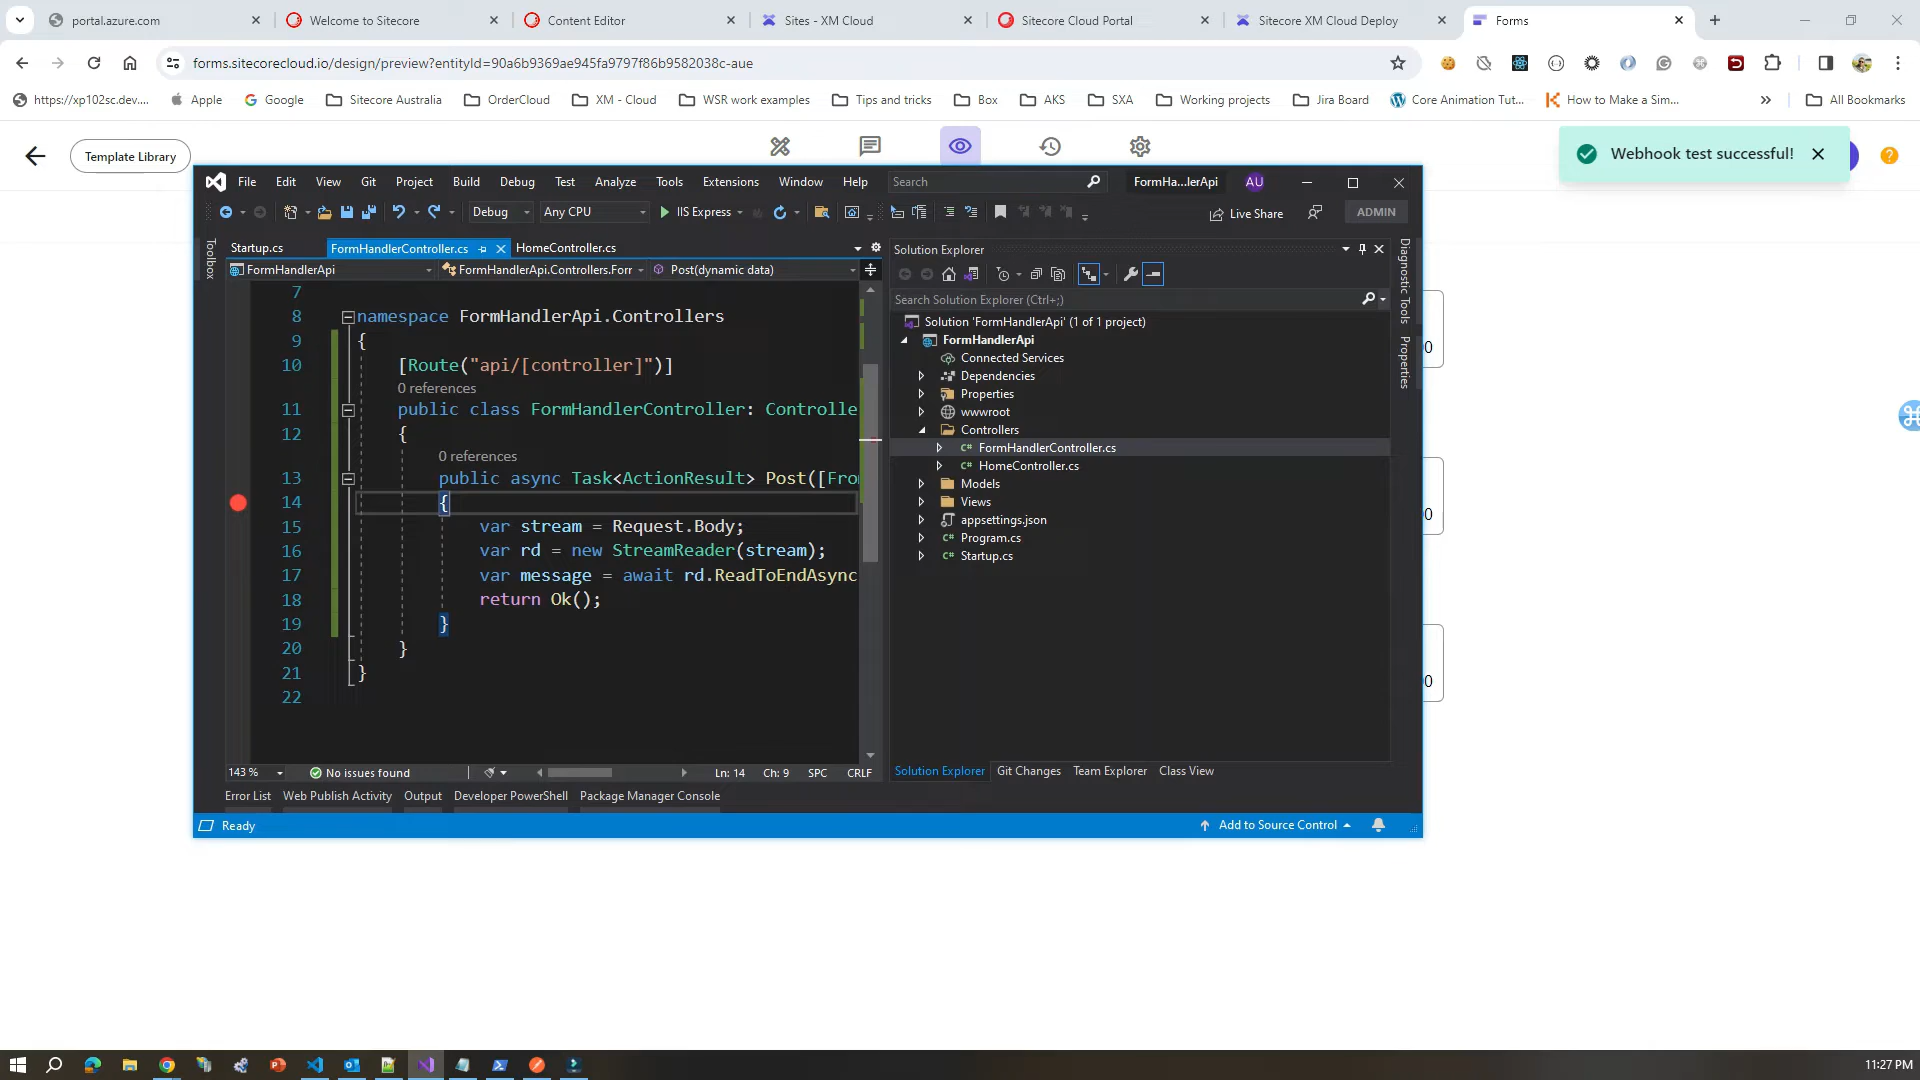 portal.azure.com
Welcome to Sitecore
Content Editor
Sites - XM Cloud
Sitecore Cloud Portal
Sitecore XM Cloud Deploy
Forms
forms.sitecorecloud.io/design/preview?entityId=90a6b9369ae945fa9797f86b9582038c-aue
https://xp102sc.dev....
Apple
Google
Sitecore Australia
OrderCloud
XM - Cloud
WSR work examples
Tips and tricks
Box
AKS
SXA
Working projects
Jira Board
Core Animation Tut...
How to Make a Sim...
All Bookmarks
Template Library
Webhook test successful!
File Edit View Git Project Build Debug Test Analyze Tools Extensions Window Help
Search
FormHa...lerApi
AU
Debug
Any CPU
IIS Express
Live Share
ADMIN
Toolbox
Startup.cs
FormHandlerController.cs
HomeController.cs
FormHandlerApi
FormHandlerApi.Controllers.Forr
Post(dynamic data)
7
8 namespace FormHandlerApi.Controllers
9 {
10 [Route("api/[controller]")]
0 references
11 public class FormHandlerController: Controlle
12 {
0 references
13 public async Task<ActionResult> Post([Fro
14 {
15 var stream = Request.Body;
16 var rd = new StreamReader(stream);
17 var message = await rd.ReadToEndAsync
18 return Ok();
19 }
20 }
21 }
22
143 %
No issues found
Ln: 14
Ch: 9
SPC
CRLF
Solution Explorer
Search Solution Explorer (Ctrl+;)
Solution 'FormHandlerApi' (1 of 1 project)
FormHandlerApi
Connected Services
Dependencies
Properties
wwwroot
Controllers
C# FormHandlerController.cs
C# HomeController.cs
Models
Views
appsettings.json
C# Program.cs
C# Startup.cs
Solution Explorer
Git Changes
Team Explorer
Class View
Diagnostic Tools
Properties
Error List
Web Publish Activity
Output
Developer PowerShell
Package Manager Console
Ready
Add to Source Control
11:27 PM